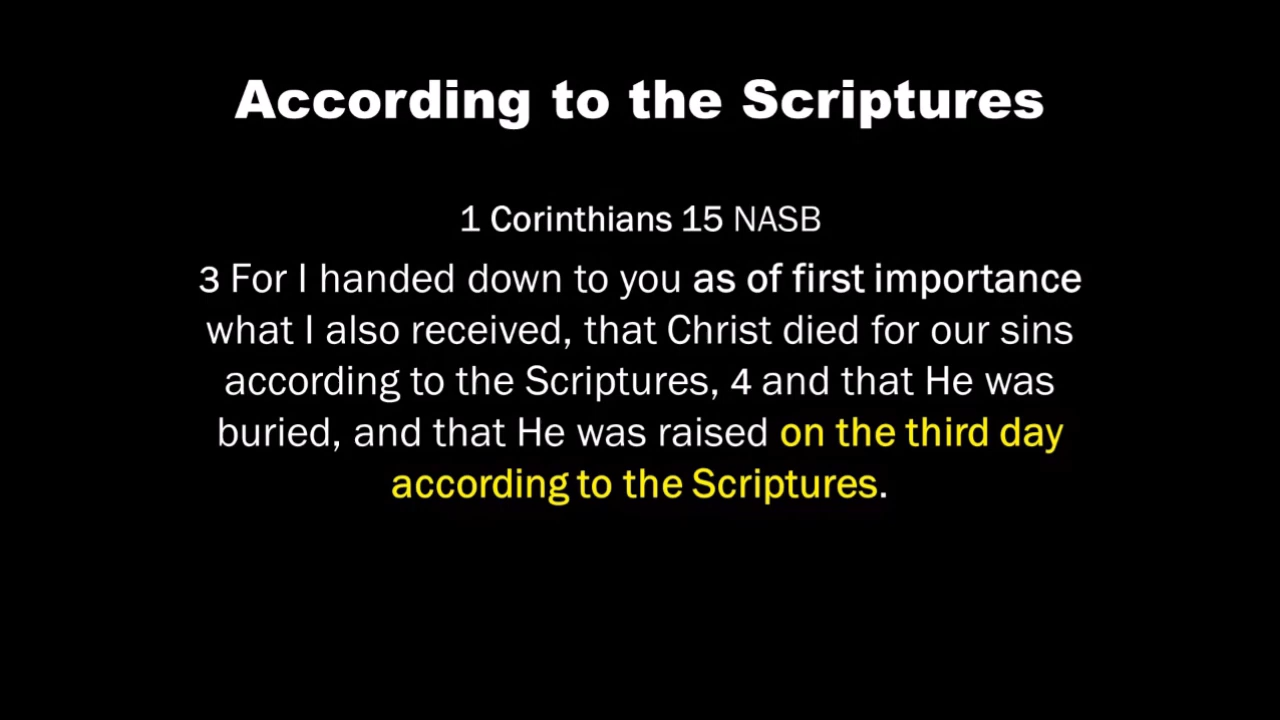 According to the Scriptures
1 Corinthians 15 NASB
3 For I handed down to you as of first importance
what I also received, that Christ died for our sins
according to the Scriptures, 4 and that He was
buried, and that He was raised on the third day
according to the Scriptures.